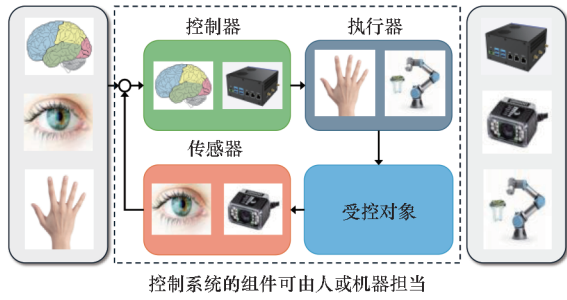 控制器
执行器
传感器
受控对象
控制系统的组件可由人或机器担当